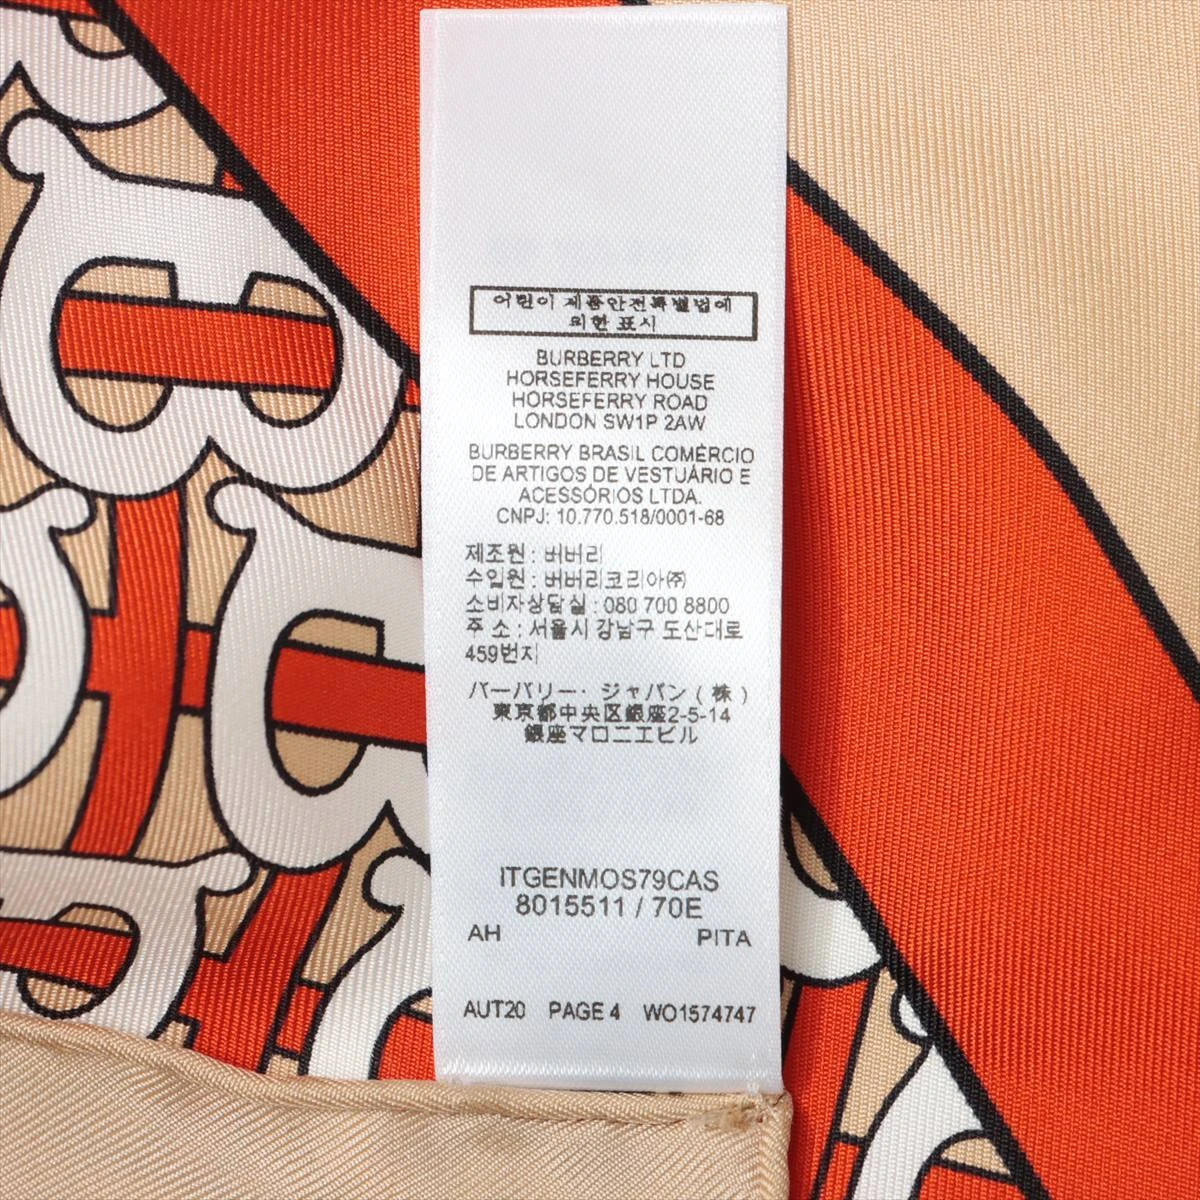 어린이 제품안전특별법에
의한 표시
BURBERRY LTD
HORSEFERRY HOUSE
HORSEFERRY ROAD
LONDON SW1P 2AW
BURBERRY BRASIL COMÉRCIO
DE ARTIGOS DE VESTUÁRIO E
ACESSÓRIOS LTDA.
CNPJ: 10.770.518/0001-68
제조원 : 버버리
수입원 : 버버리코리아㈜
소비자상담실 : 080 700 8800
주 소 : 서울시 강남구 도산대로
459번지
バーバリー・ジャパン(株)
東京都中央区銀座2-5-14
銀座マロニエビル
ITGENMOS79CAS
8015511 / 70E
AH PITA
AUT20 PAGE 4 WO1574747